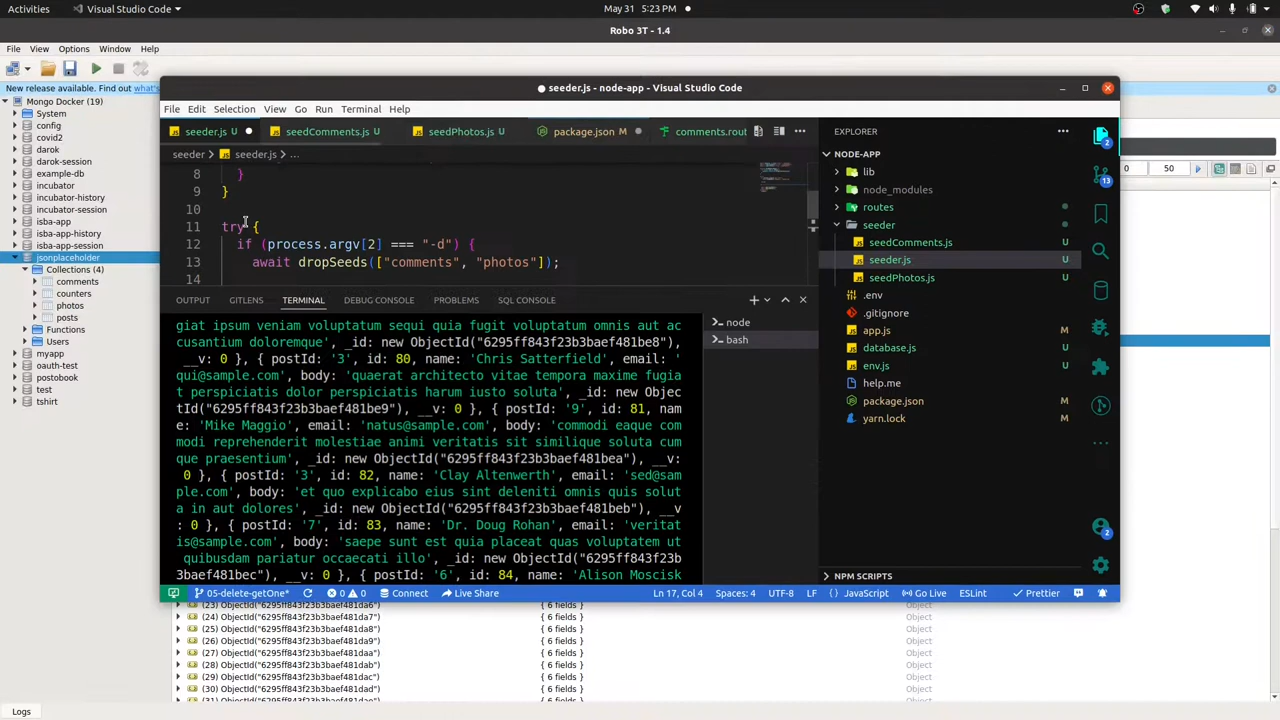 Activities
Visual Studio Code
May 31 5:23 PM
Robo 3T - 1.4
File View Options Window Help
New release available. Find out what's
Mongo Docker (19)
System
config
covid2
darok
darok-session
example-db
incubator
incubator_history
incubator-session
isba-app
isba-app-history
isba-app-session
jsonplaceholder
Collections (4)
comments
counters
photos
posts
Functions
Users
myapp
oauth-test
postobook
test
tshirt
Logs
0 50
● seeder.js - node-app - Visual Studio Code
File Edit Selection View Go Run Terminal Help
seeder.js U
seedComments.js U
seedPhotos.js U
package.json M
comments.rout
seeder > seeder.js > ...
8 }
9 }
10
11 try {
12 if (process.argv[2] === "-d") {
13 await dropSeeds(["comments", "photos"]);
14
OUTPUT GITLENS TERMINAL DEBUG CONSOLE PROBLEMS SQL CONSOLE
giat ipsum veniam voluptatum sequi quia fugit voluptatum omnis aut ac
cusantium doloremque', _id: new ObjectId("6295ff843f23b3baef481be8"),
__v: 0 }, { postId: '3', id: 80, name: 'Chris Satterfield', email: '
qui@sample.com', body: 'quaerat architecto vitae tempora maxime fugia
t perspiciatis dolor perspiciatis harum iusto soluta', _id: new Objec
tId("6295ff843f23b3baef481be9"), __v: 0 }, { postId: '9', id: 81, nam
e: 'Mike Maggio', email: 'natus@sample.com', body: 'commodi eaque com
modi reprehenderit molestiae animi veritatis sit similique soluta cum
que praesentium', _id: new ObjectId("6295ff843f23b3baef481bea"), __v:
0 }, { postId: '3', id: 82, name: 'Clay Altenwerth', email: 'sed@sam
ple.com', body: 'et quo explicabo eius sint deleniti omnis quis solut
a in aut dolores', _id: new ObjectId("6295ff843f23b3baef481beb"), __v
: 0 }, { postId: '7', id: 83, name: 'Dr. Doug Rohan', email: 'veritat
is@sample.com', body: 'saepe sunt est quia placeat quas voluptatem ut
quibusdam pariatur occaecati illo', _id: new ObjectId("6295ff843f23b
3baef481bec"), __v: 0 }, { postId: '6', id: 84, name: 'Alison Moscisk
node
bash
EXPLORER
NODE-APP
lib
node_modules
routes
seeder
seedComments.js U
seeder.js U
seedPhotos.js U
.env
.gitignore
app.js M
database.js U
env.js U
help.me
package.json M
yarn.lock M
NPM SCRIPTS
2
13
2
05-delete-getOne* 0 0 Connect Live Share Ln 17, Col 4 Spaces: 4 UTF-8 LF { } JavaScript Go Live ESLint Prettier
(23) ObjectId("6295ff843f23b3baef481da6") { 6 fields } Object
(24) ObjectId("6295ff843f23b3baef481da7") { 6 fields } Object
(25) ObjectId("6295ff843f23b3baef481da8") { 6 fields } Object
(26) ObjectId("6295ff843f23b3baef481da9") { 6 fields } Object
(27) ObjectId("6295ff843f23b3baef481daa") { 6 fields } Object
(28) ObjectId("6295ff843f23b3baef481dab") { 6 fields } Object
(29) ObjectId("6295ff843f23b3baef481dac") { 6 fields } Object
(30) ObjectId("6295ff843f23b3baef481dad") { 6 fields } Object